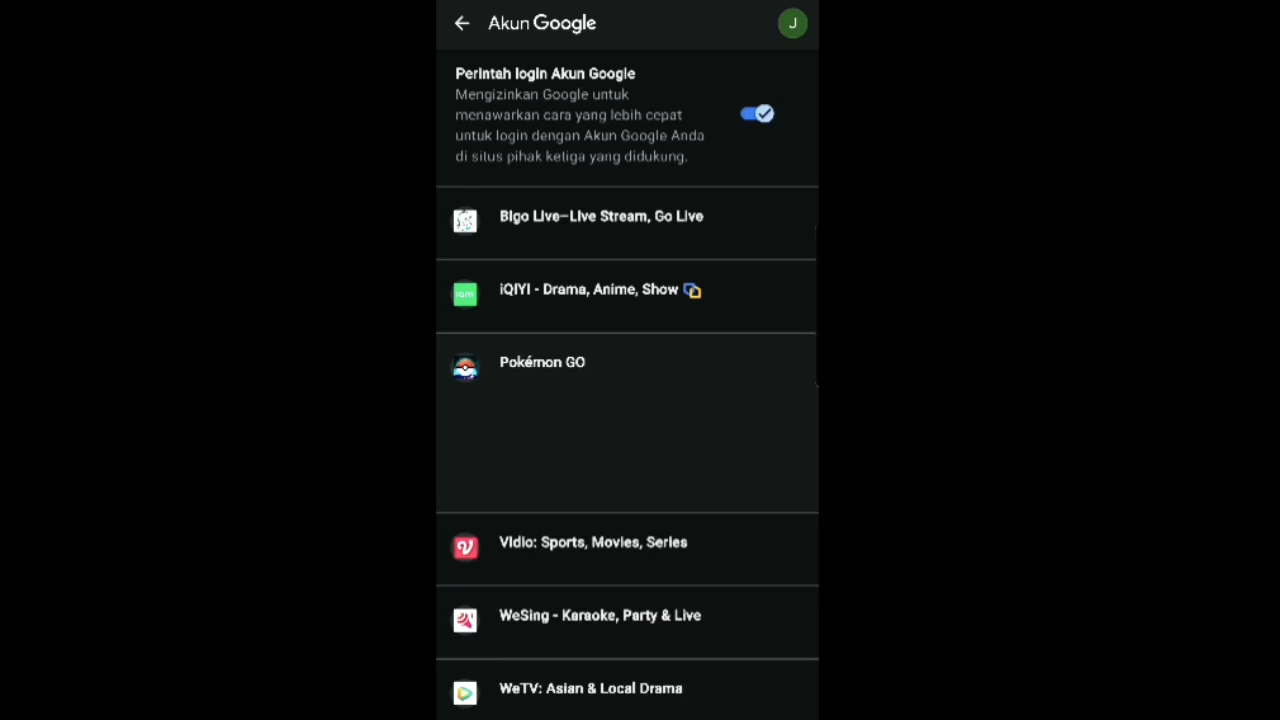 Akun Google
J
Perintah login Akun Google
Mengizinkan Google untuk
menawarkan cara yang lebih cepat
untuk login dengan Akun Google Anda
di situs pihak ketiga yang didukung.
Bigo Live–Live Stream, Go Live
iQIYI - Drama, Anime, Show
Pokémon GO
Vidio: Sports, Movies, Series
WeSing - Karaoke, Party & Live
WeTV: Asian & Local Drama